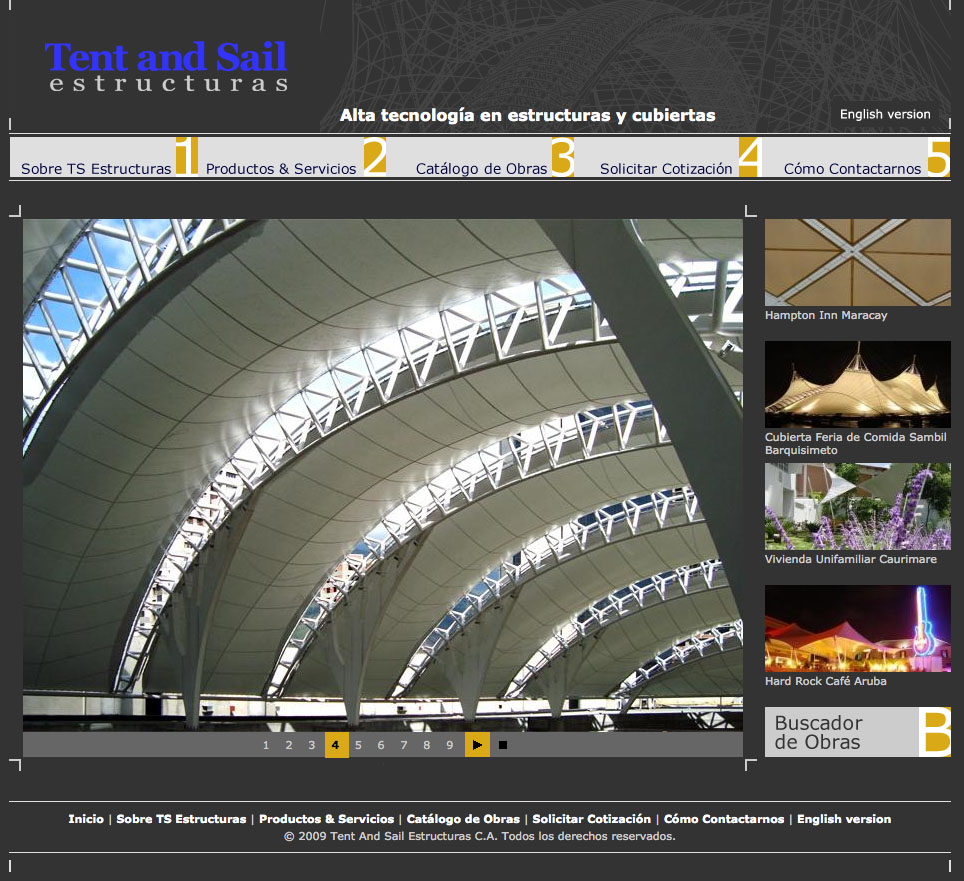 Tent and Sail
estructuras
Alta tecnología en estructuras y cubiertas
English version
Sobre TS Estructuras 1 Productos & Servicios 2 Catálogo de Obras 3 Solicitar Cotización 4 Cómo Contactarnos 5
Hampton Inn Maracay
Cubierta Feria de Comida Sambil
Barquisimeto
Vivienda Unifamiliar Caurimare
Hard Rock Café Aruba
Buscador
de Obras
B
1 2 3 4 5 6 7 8 9
Inicio | Sobre TS Estructuras | Productos & Servicios | Catálogo de Obras | Solicitar Cotización | Cómo Contactarnos | English version
© 2009 Tent And Sail Estructuras C.A. Todos los derechos reservados.